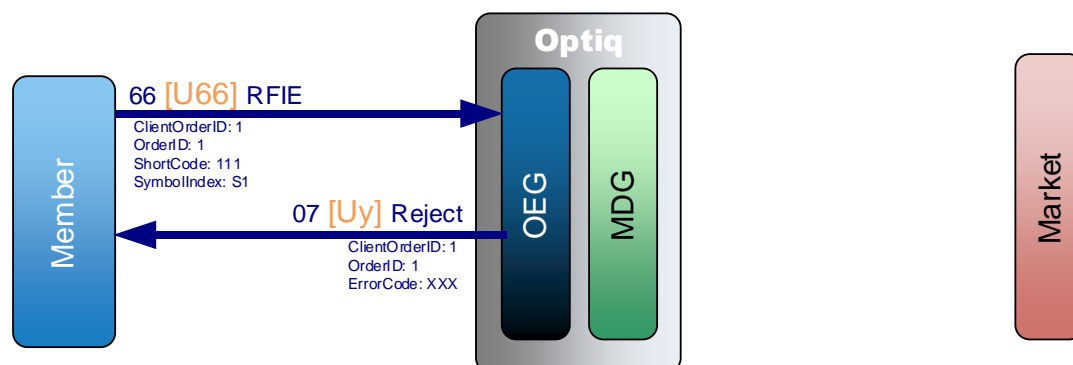 Optiq
66 [U66] RFIE
ClientOrderID: 1
OrderID: 1
ShortCode: 111
SymbolIndex: S1
07 [Uy] Reject
ClientOrderID: 1
OrderID: 1
ErrorCode: XXX
Member
OEG
MDG
Market